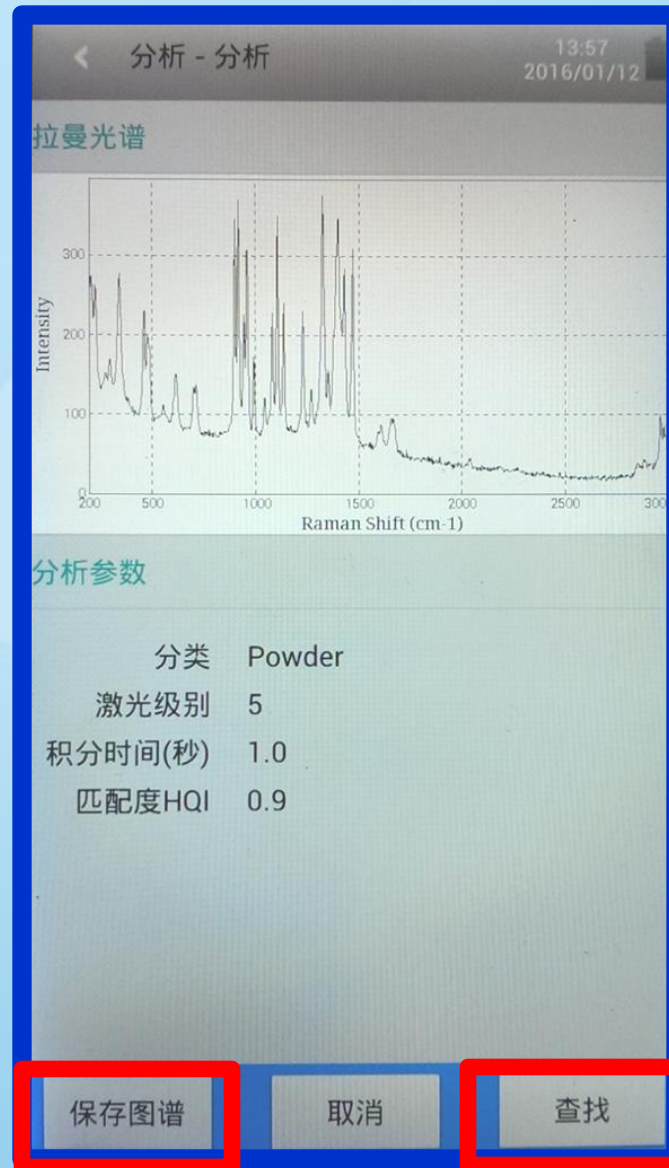 分析 - 分析
13:57
2016/01/12
拉曼光谱
Intensity
300
200
100
0
200 500 1000 1500 2000 2500 300
Raman Shift (cm-1)
分析参数
分类 Powder
激光级别 5
积分时间(秒) 1.0
匹配度HQI 0.9
保存图谱 取消 查找